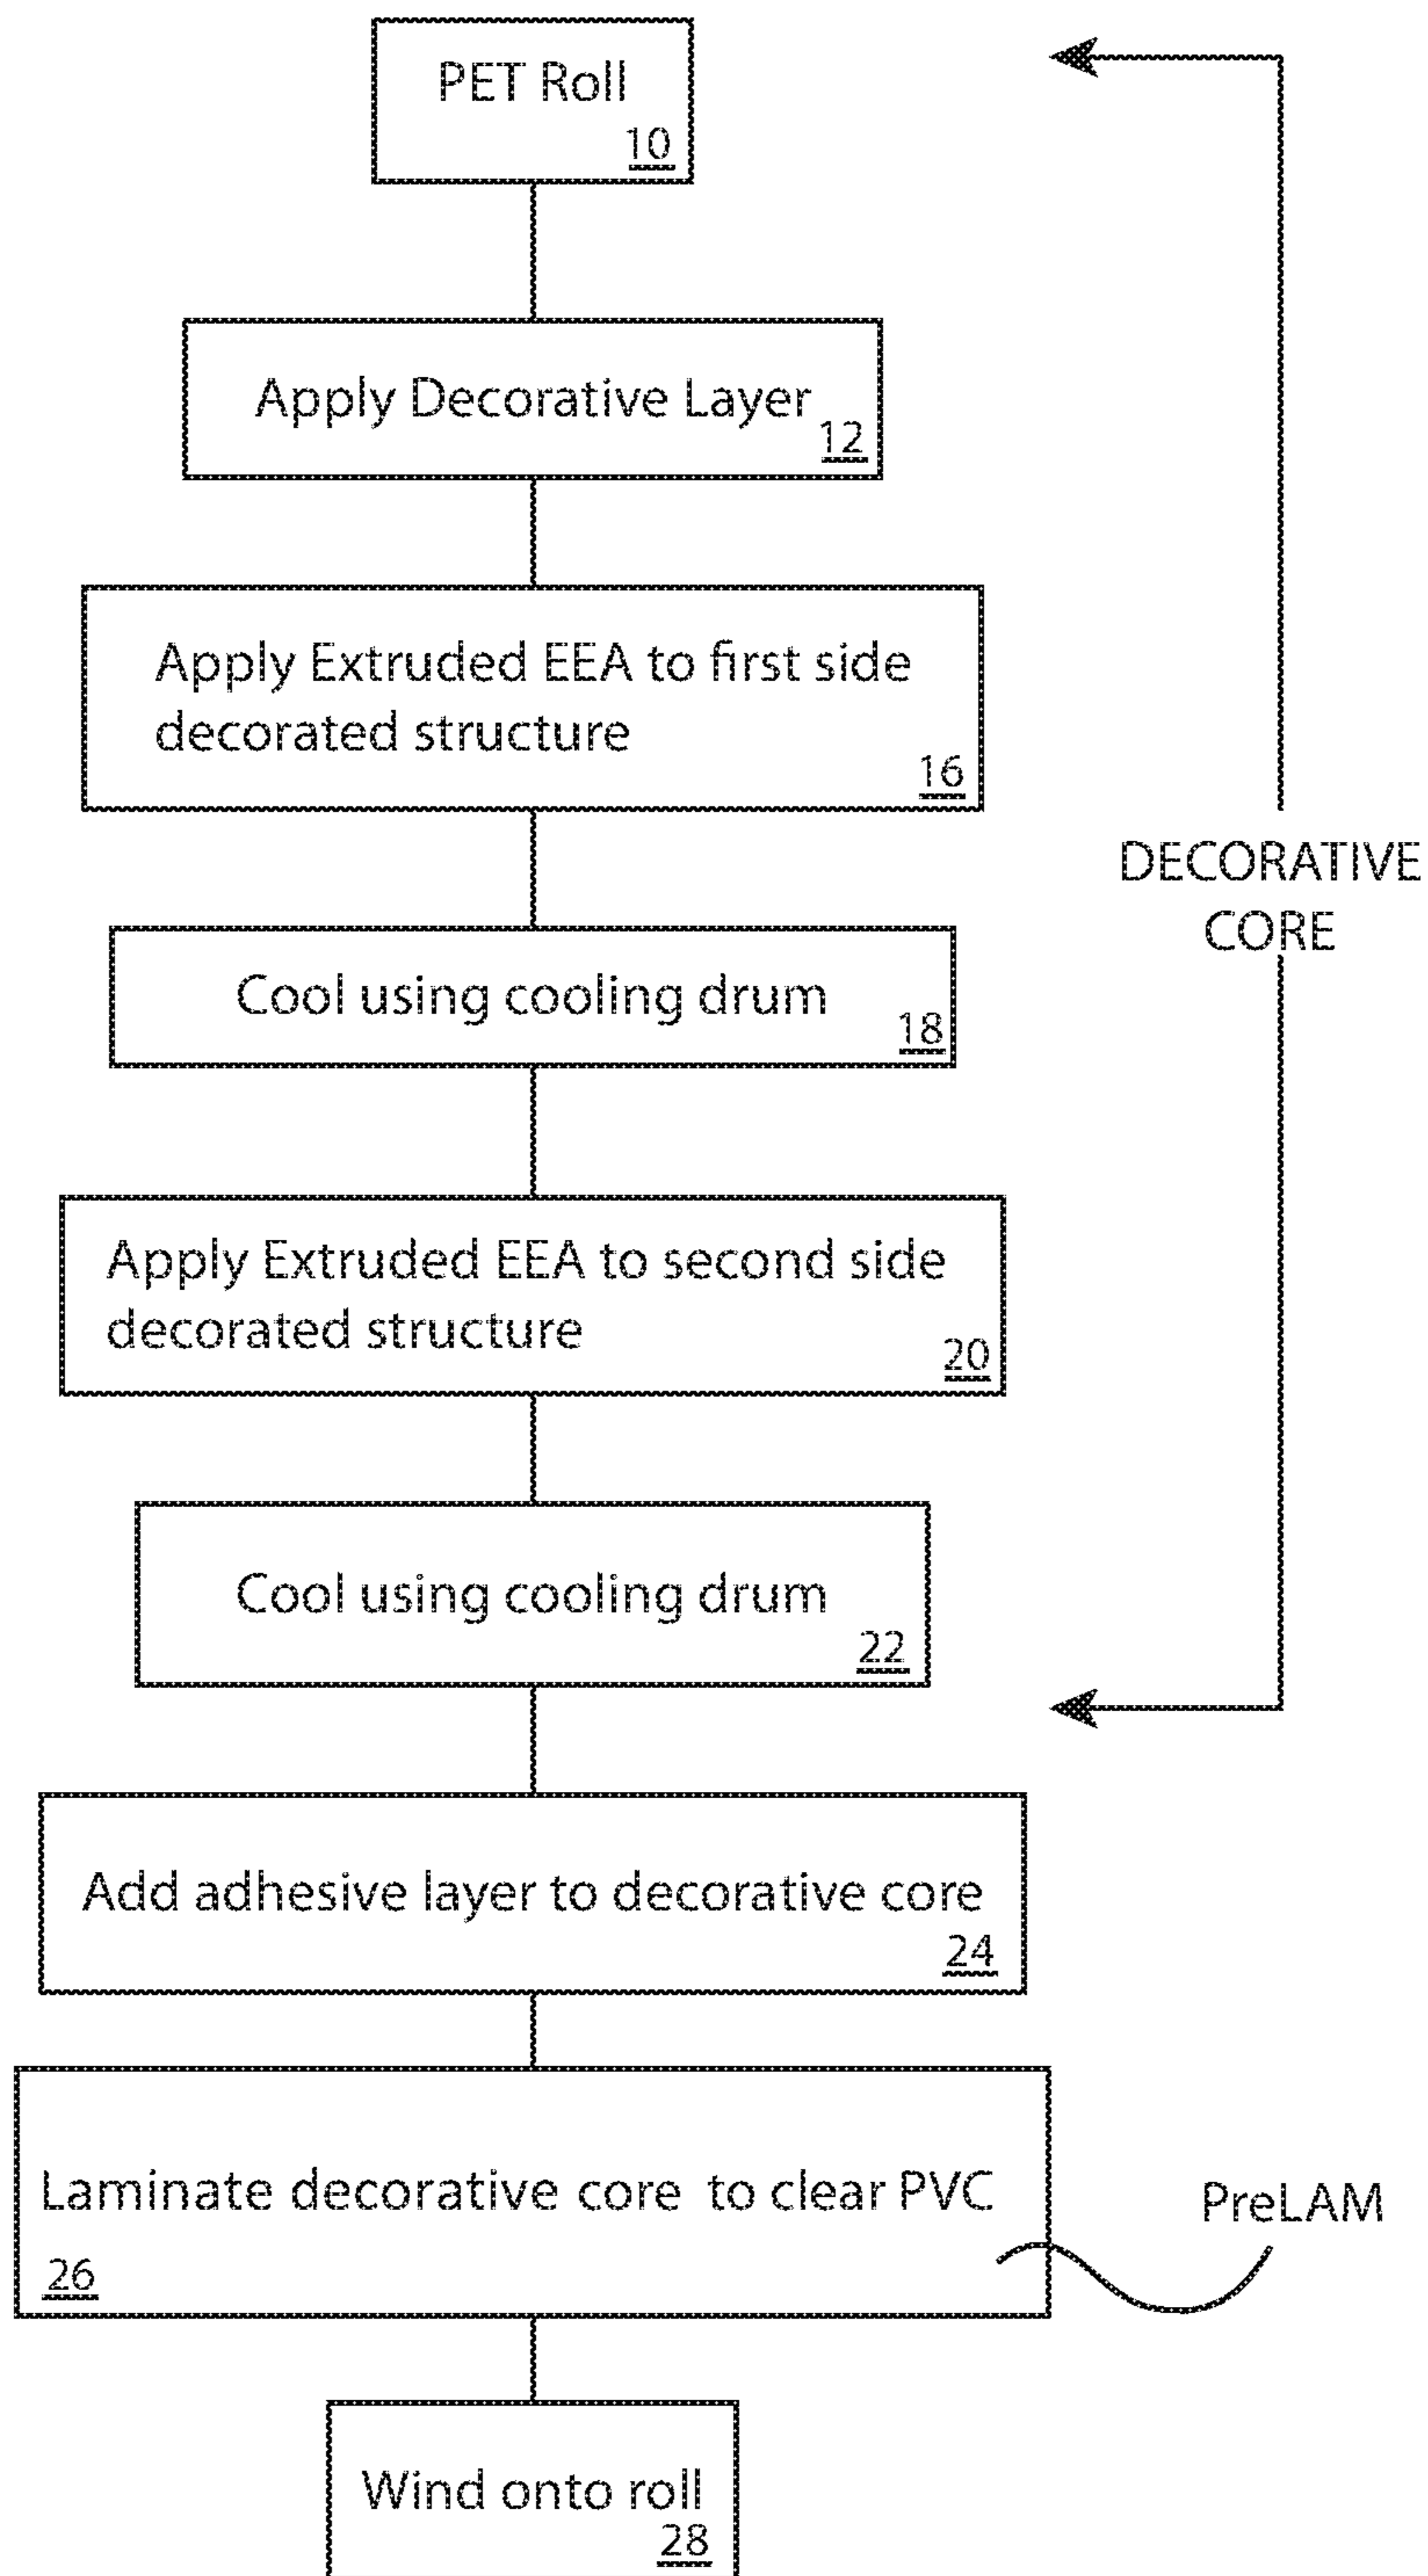 PET Roll
10
Apply Decorative Layer
12
Apply Extruded EEA to first side
decorated structure
16
Cool using cooling drum
18
DECORATIVE
CORE
Apply Extruded EEA to second side
decorated structure
20
Cool using cooling drum
22
Add adhesive layer to decorative core
24
Laminate decorative core to clear PVC
26
PreLAM
Wind onto roll
28